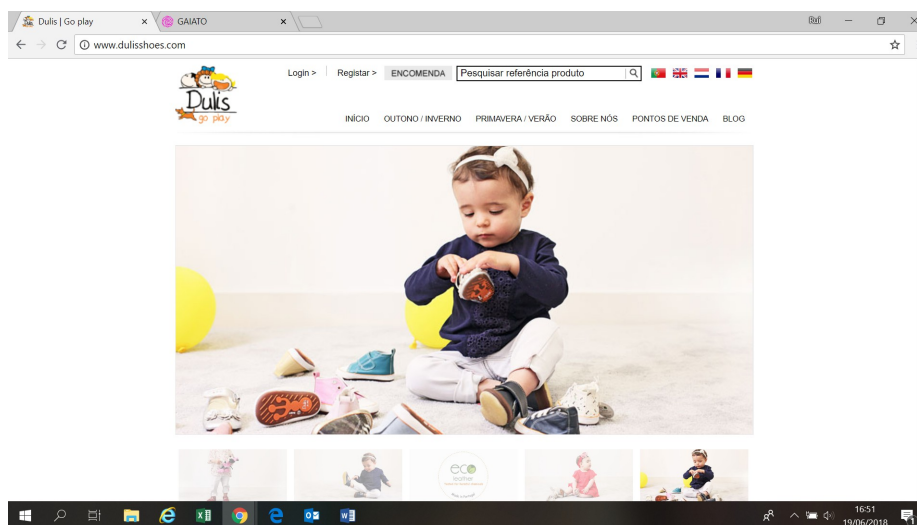 Dulis | Go play
GAIATO
www.dulisshoes.com
Login >
Registar >
ENCOMENDA
Pesquisar referência produto
Dulis
go play
INÍCIO
OUTONO / INVERNO
PRIMAVERA / VERÃO
SOBRE NÓS
PONTOS DE VENDA
BLOG
eco
leather
16:51
19/06/2018